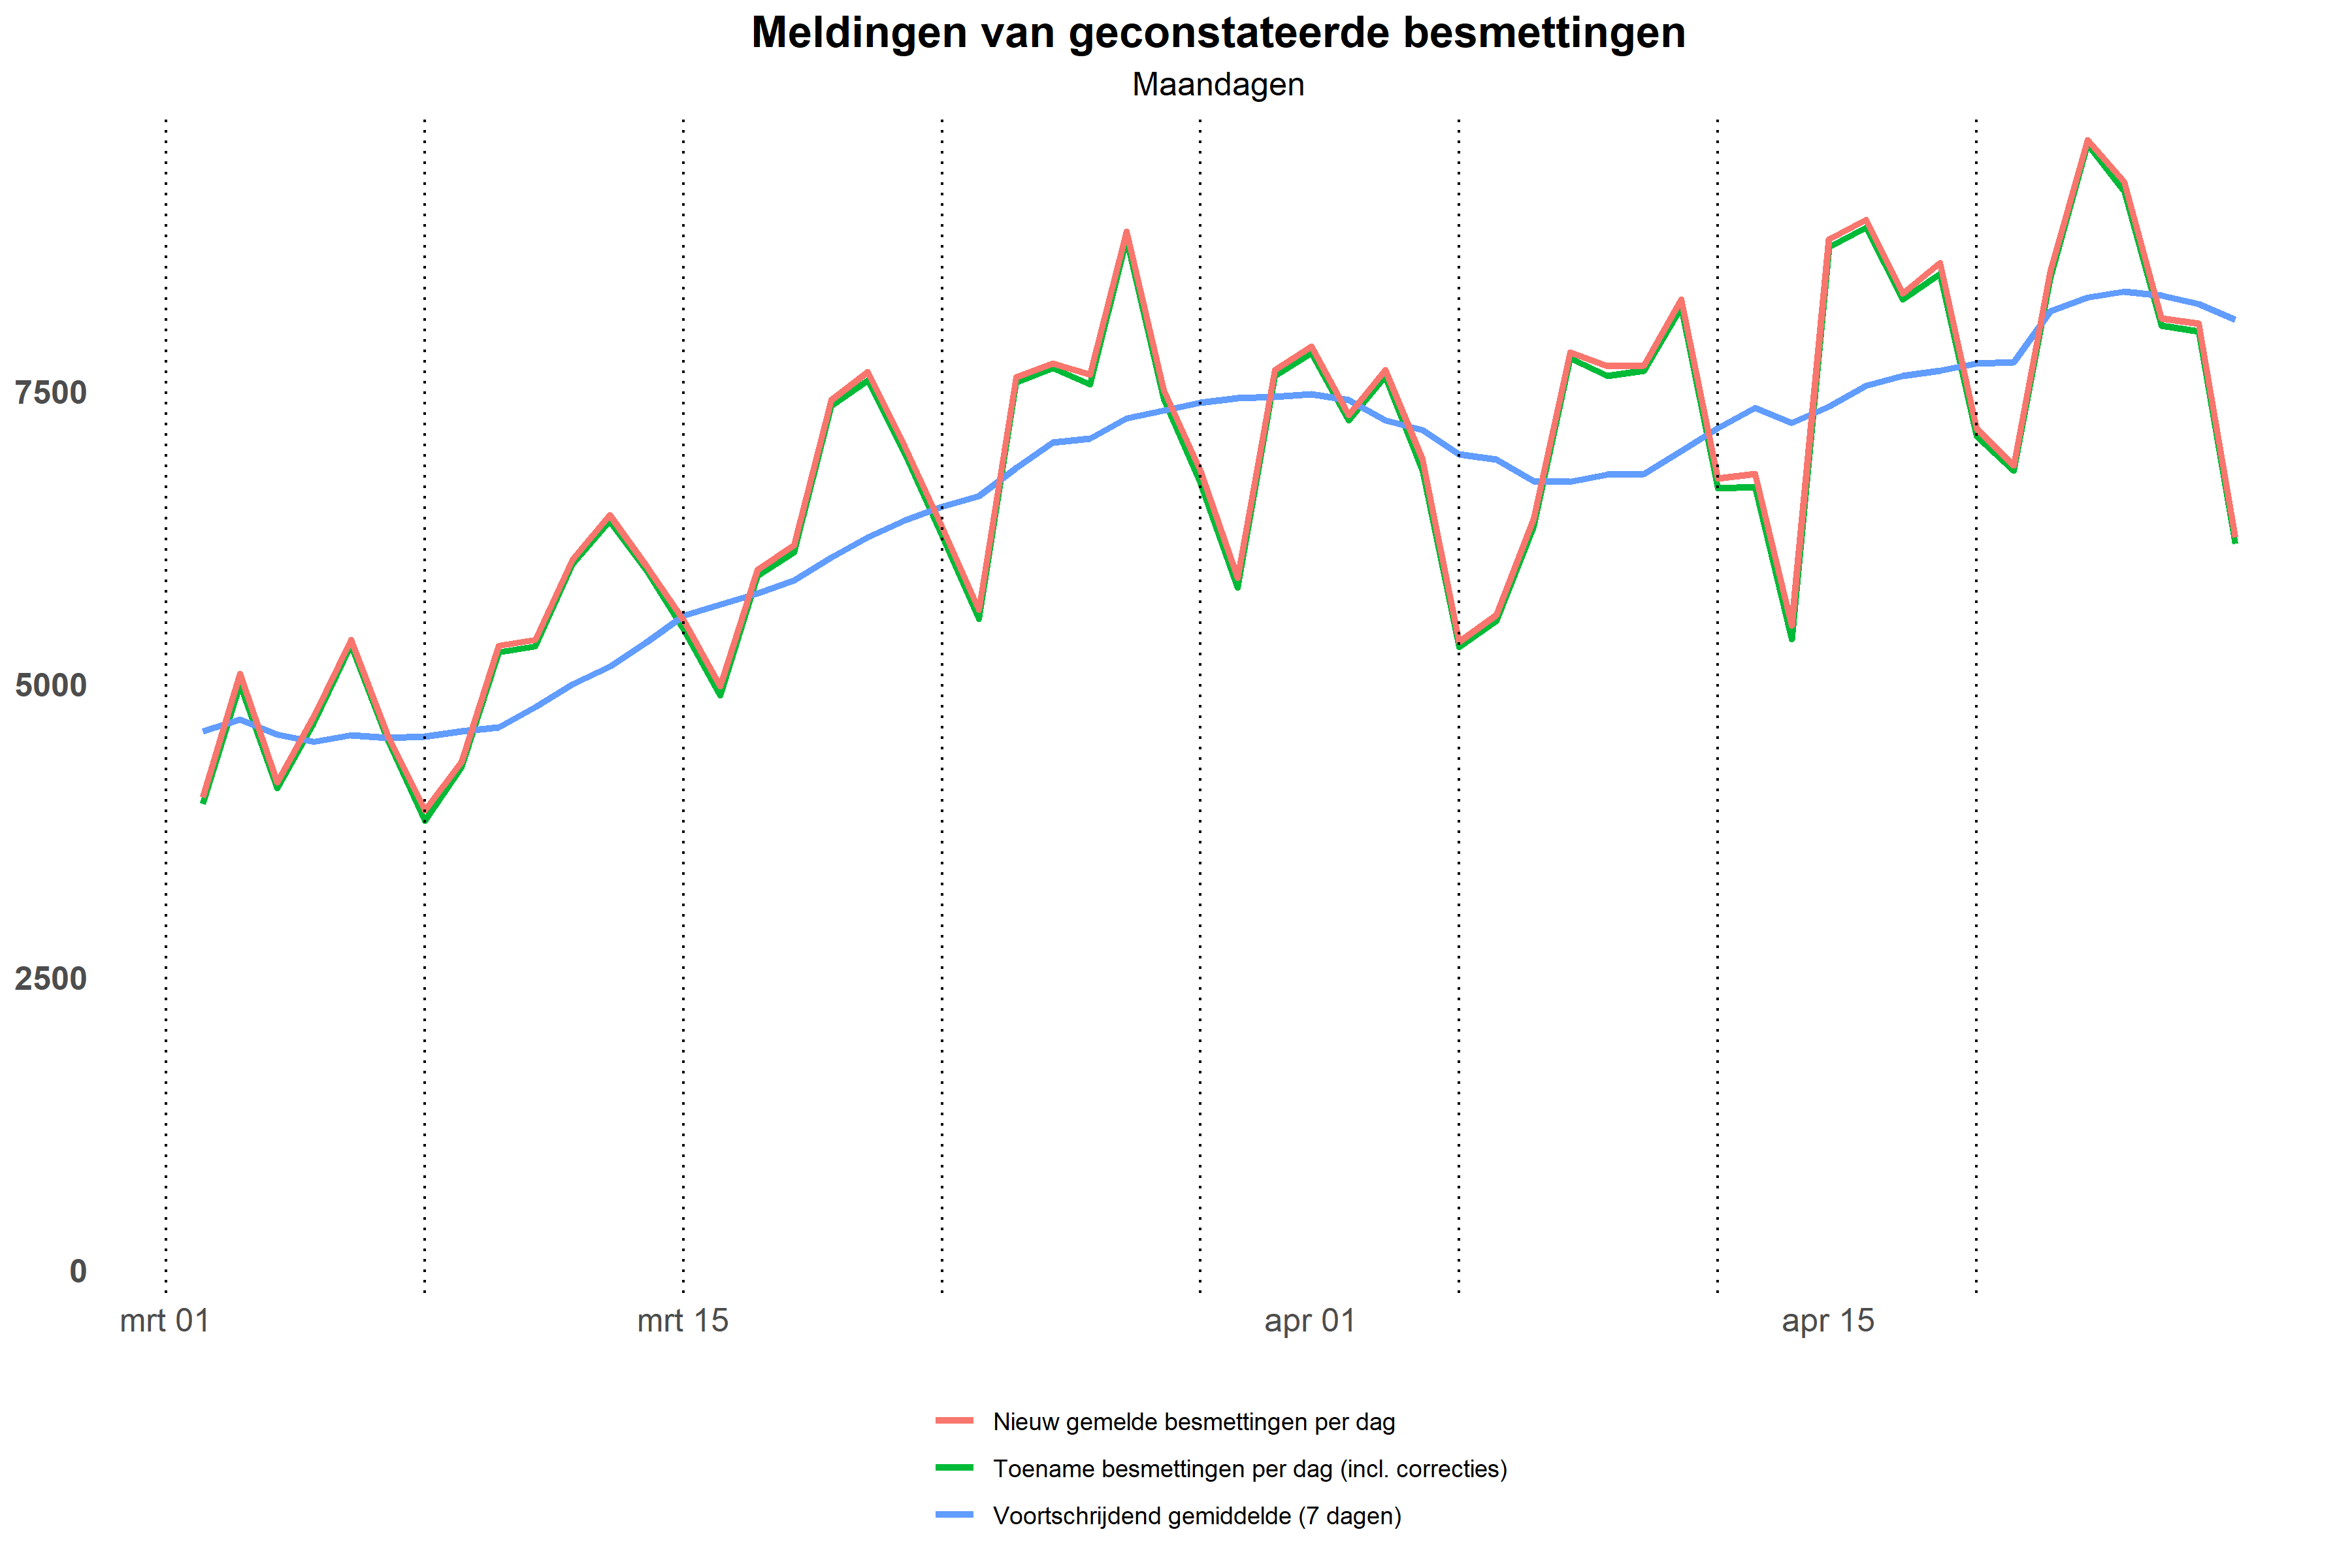 Meldingen van geconstateerde besmettingen
Maandagen
7500
5000
2500
0
mrt 01
mrt 15
apr 01
apr 15
Nieuw gemelde besmettingen per dag
Toename besmettingen per dag (incl. correcties)
Voortschrijdend gemiddelde (7 dagen)